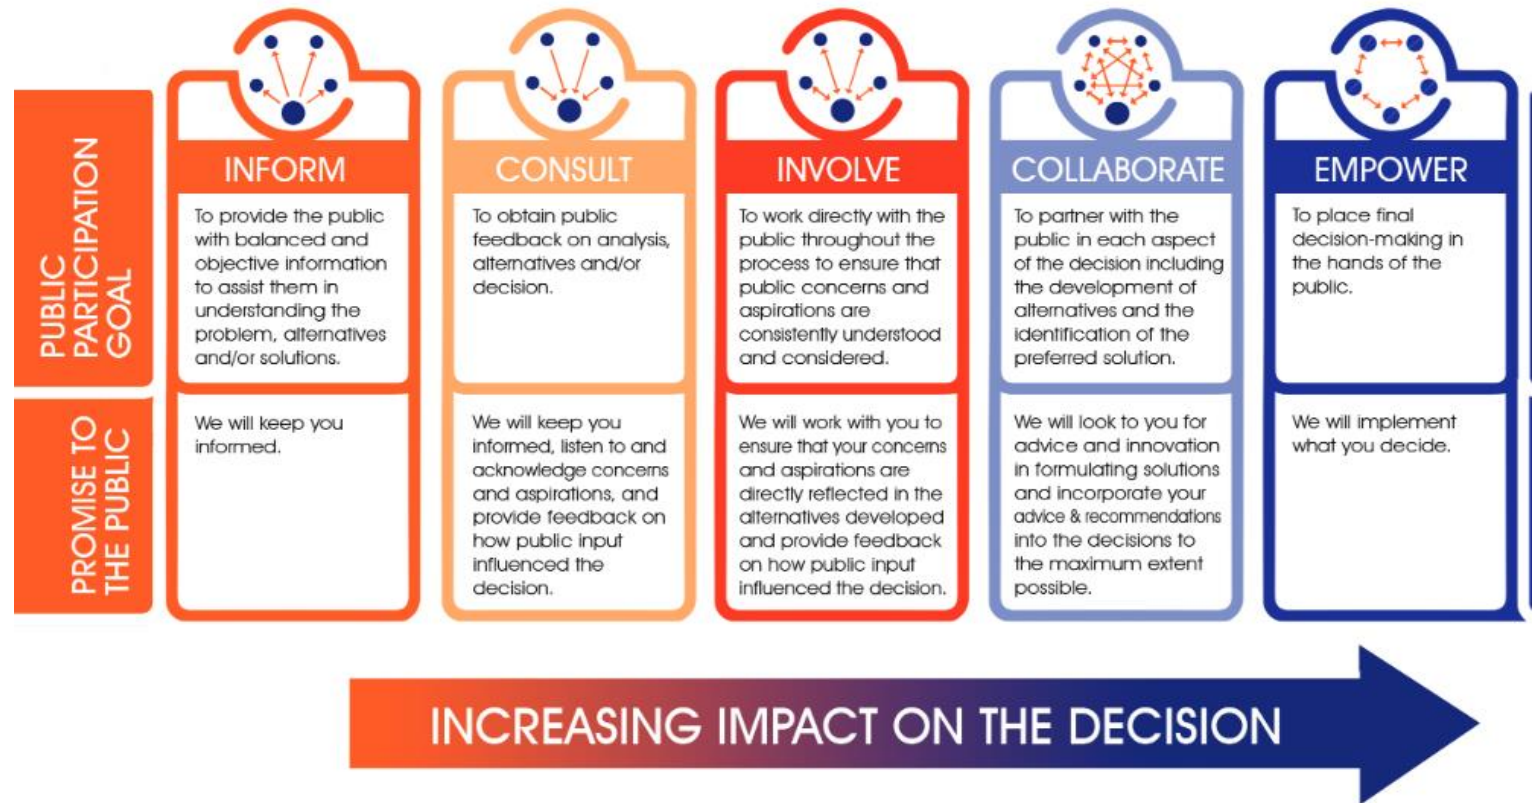 INFORM
CONSULT
INVOLVE
COLLABORATE
EMPOWER
PUBLIC
PARTICIPATION
GOAL
To provide the public
with balanced and
objective information
to assist them in
understanding the
problem, alternatives
and/or solutions.
To obtain public
feedback on analysis,
alternatives and/or
decision.
To work directly with the
public throughout the
process to ensure that
public concerns and
aspirations are
consistently understood
and considered.
To partner with the
public in each aspect
of the decision including
the development of
alternatives and the
identification of the
preferred solution.
To place final
decision-making in
the hands of the
public.
PROMISE TO
THE PUBLIC
We will keep you
informed.
We will keep you
informed, listen to and
acknowledge concerns
and aspirations, and
provide feedback on
how public input
influenced the
decision.
We will work with you to
ensure that your concerns
and aspirations are
directly reflected in the
alternatives developed
and provide feedback
on how public input
influenced the decision.
We will look to you for
advice and innovation
in formulating solutions
and incorporate your
advice & recommendations
into the decisions to
the maximum extent
possible.
We will implement
what you decide.
INCREASING IMPACT ON THE DECISION